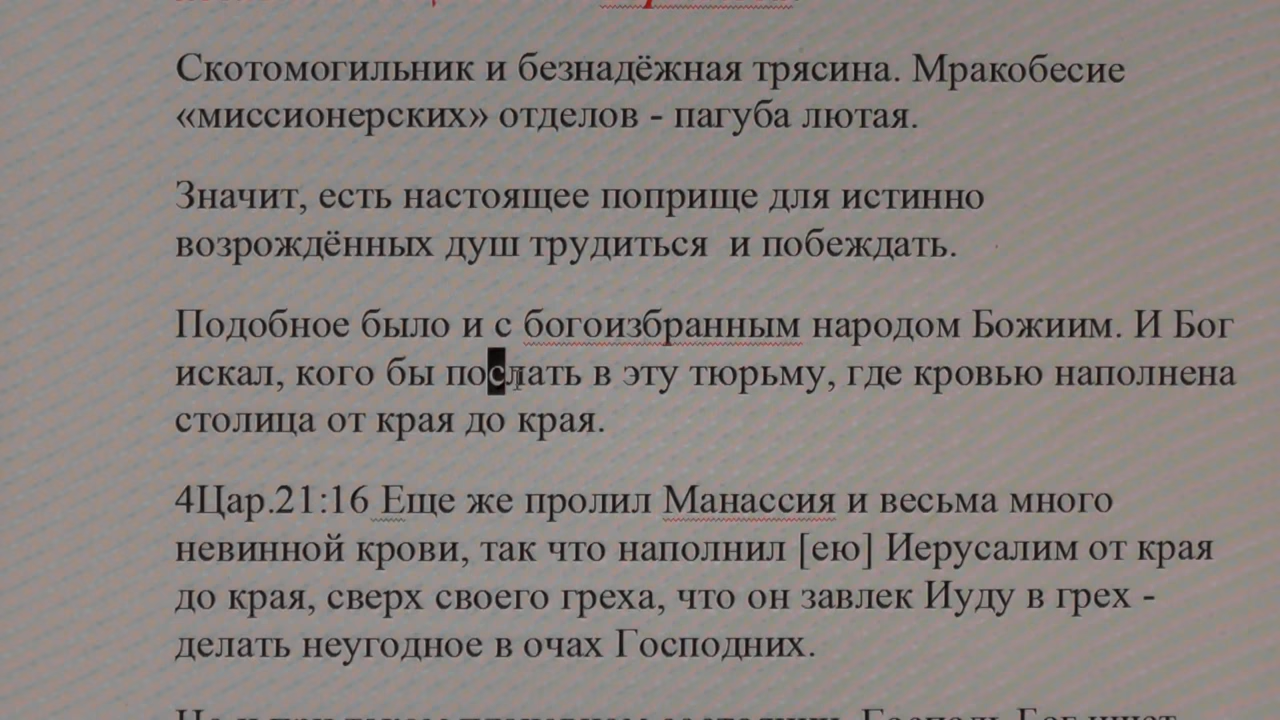 Скотомогильник и безнадёжная трясина. Мракобесие
«миссионерских» отделов - пагуба лютая.
Значит, есть настоящее поприще для истинно
возрождённых душ трудиться  и побеждать.
Подобное было и с богоизбранным народом Божиим. И Бог
искал, кого бы послать в эту тюрьму, где кровью наполнена
столица от края до края.
4Цар.21:16 Еще же пролил Манассия и весьма много
невинной крови, так что наполнил [ею] Иерусалим от края
до края, сверх своего греха, что он завлек Иуду в грех -
делать неугодное в очах Господних.